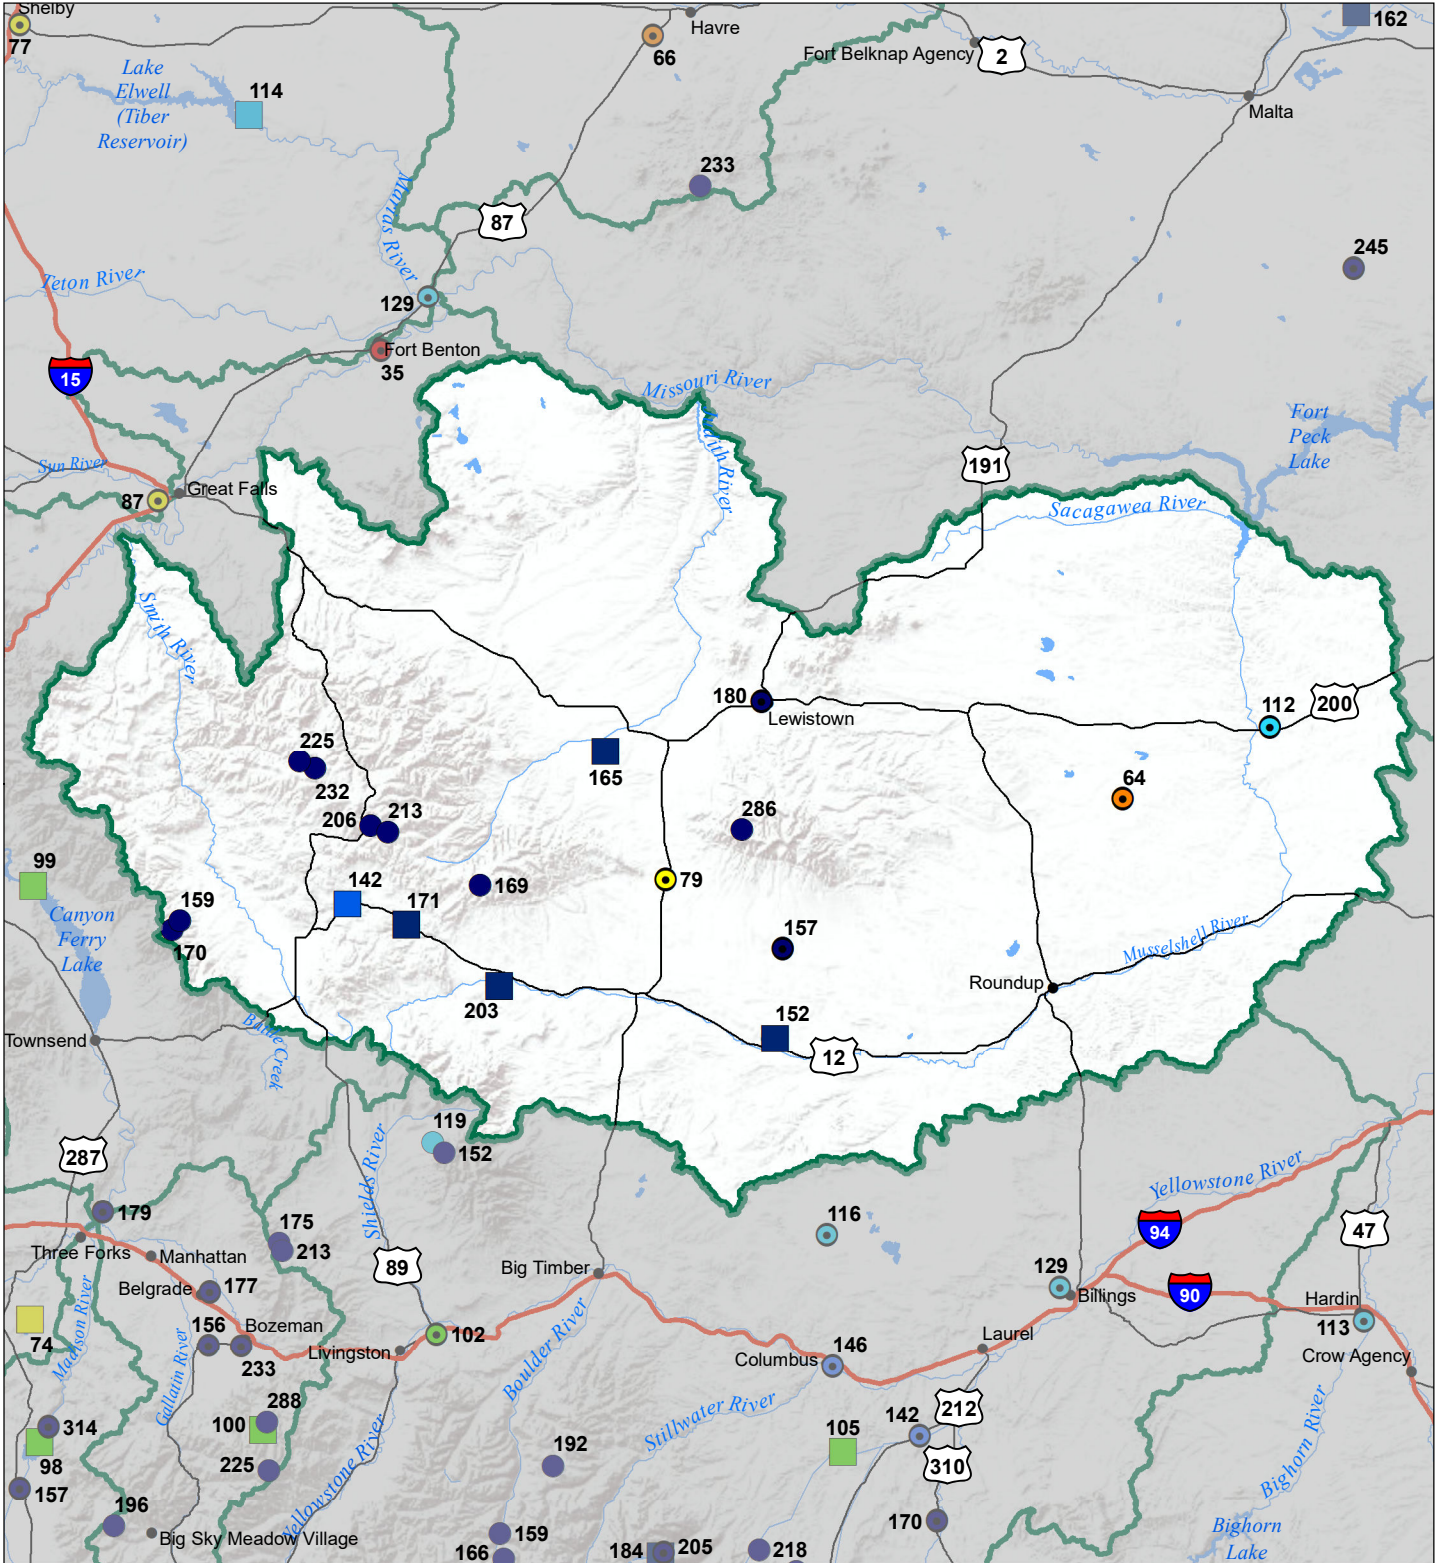 Shelby
77
Havre
66
Fort Belknap Agency
2
162
Malta
Lake
Elwell
(Tiber
Reservoir)
114
Marias River
233
87
245
Teton River
129
Fort Benton
35
15
Missouri River
Judith River
Fort
Peck
Lake
191
Sun River
Great Falls
87
Sacagawea River
Smith River
180
Lewistown
112
200
225
232
165
64
206
213
286
99
142
171
169
79
159
170
157
Canyon
Ferry
Lake
Musselshell River
Roundup
203
152
12
Townsend
Battle Creek
119
152
287
Shields River
Yellowstone River
179
175
213
116
94
47
Three Forks
Manhattan
89
Big Timber
129
Billings
90
Hardin
Belgrade
177
113
156
Bozeman
102
74
Madison River
233
Livingston
Boulder River
Columbus
146
Laurel
Crow Agency
Gallatin River
288
100
314
98
225
157
192
Stillwater River
142
212
105
310
Bighorn River
Yellowstone River
196
Big Sky Meadow Village
159
166
184
205
218
170
Bighorn
Lake